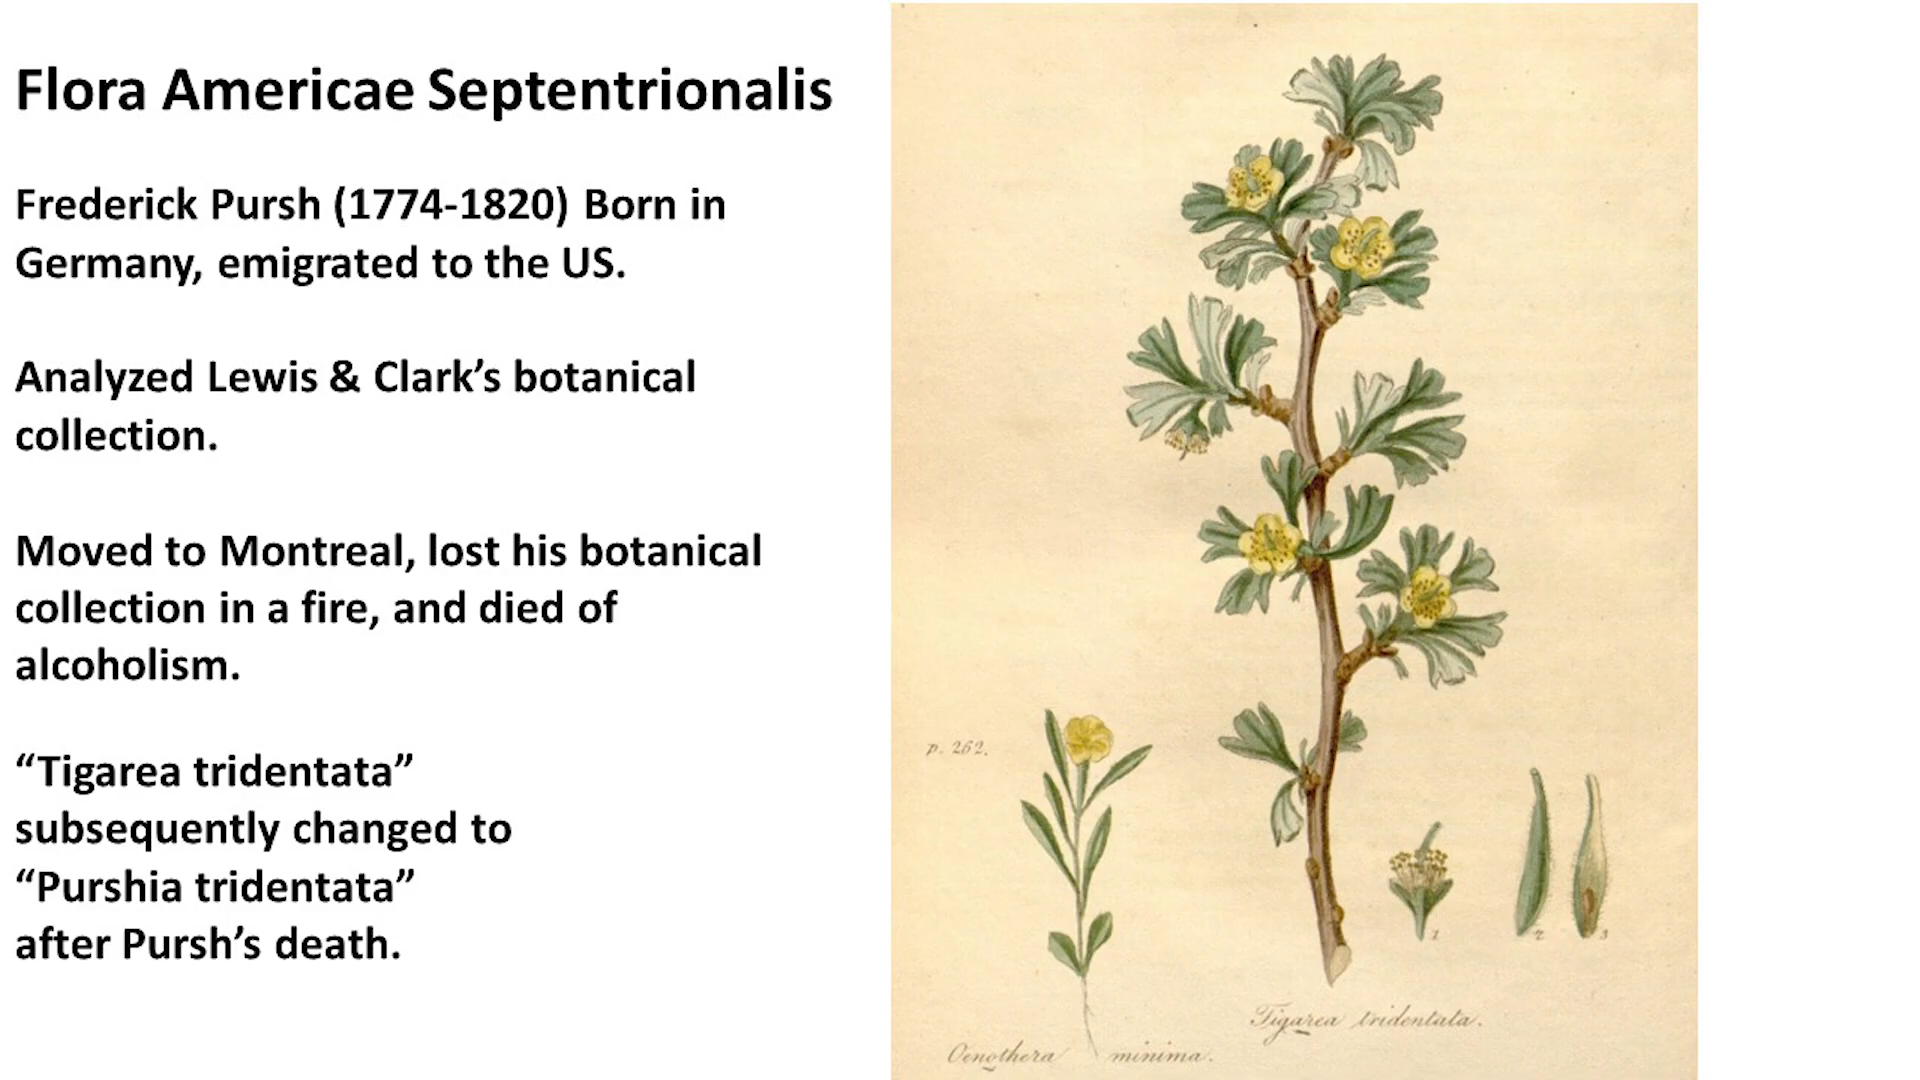 Flora Americae Septentrionalis
Frederick Pursh (1774-1820) Born in
Germany, emigrated to the US.
Analyzed Lewis & Clark’s botanical
collection.
Moved to Montreal, lost his botanical
collection in a fire, and died of
alcoholism.
“Tigarea tridentata”
subsequently changed to
“Purshia tridentata”
after Pursh’s death.
p. 262.
1
2
3
Tigarea tridentata.
Oenothera minima.